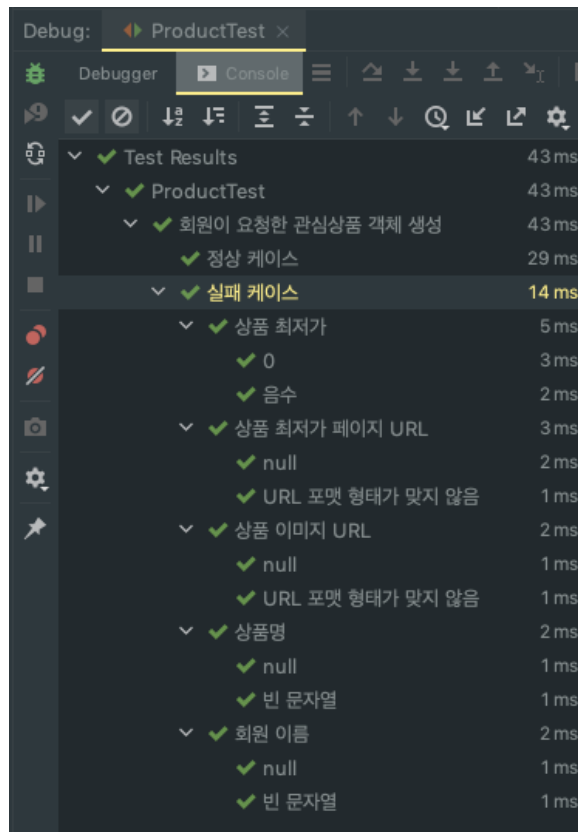 Debug: ProductTest ×
Debugger Console
Test Results 43 ms
ProductTest 43 ms
회원이 요청한 관심상품 객체 생성 43 ms
정상 케이스 29 ms
실패 케이스 14 ms
상품 최저가 5 ms
0 3 ms
음수 2 ms
상품 최저가 페이지 URL 3 ms
null 2 ms
URL 포맷 형태가 맞지 않음 1 ms
상품 이미지 URL 2 ms
null 1 ms
URL 포맷 형태가 맞지 않음 1 ms
상품명 2 ms
null 1 ms
빈 문자열 1 ms
회원 이름 2 ms
null 1 ms
빈 문자열 1 ms